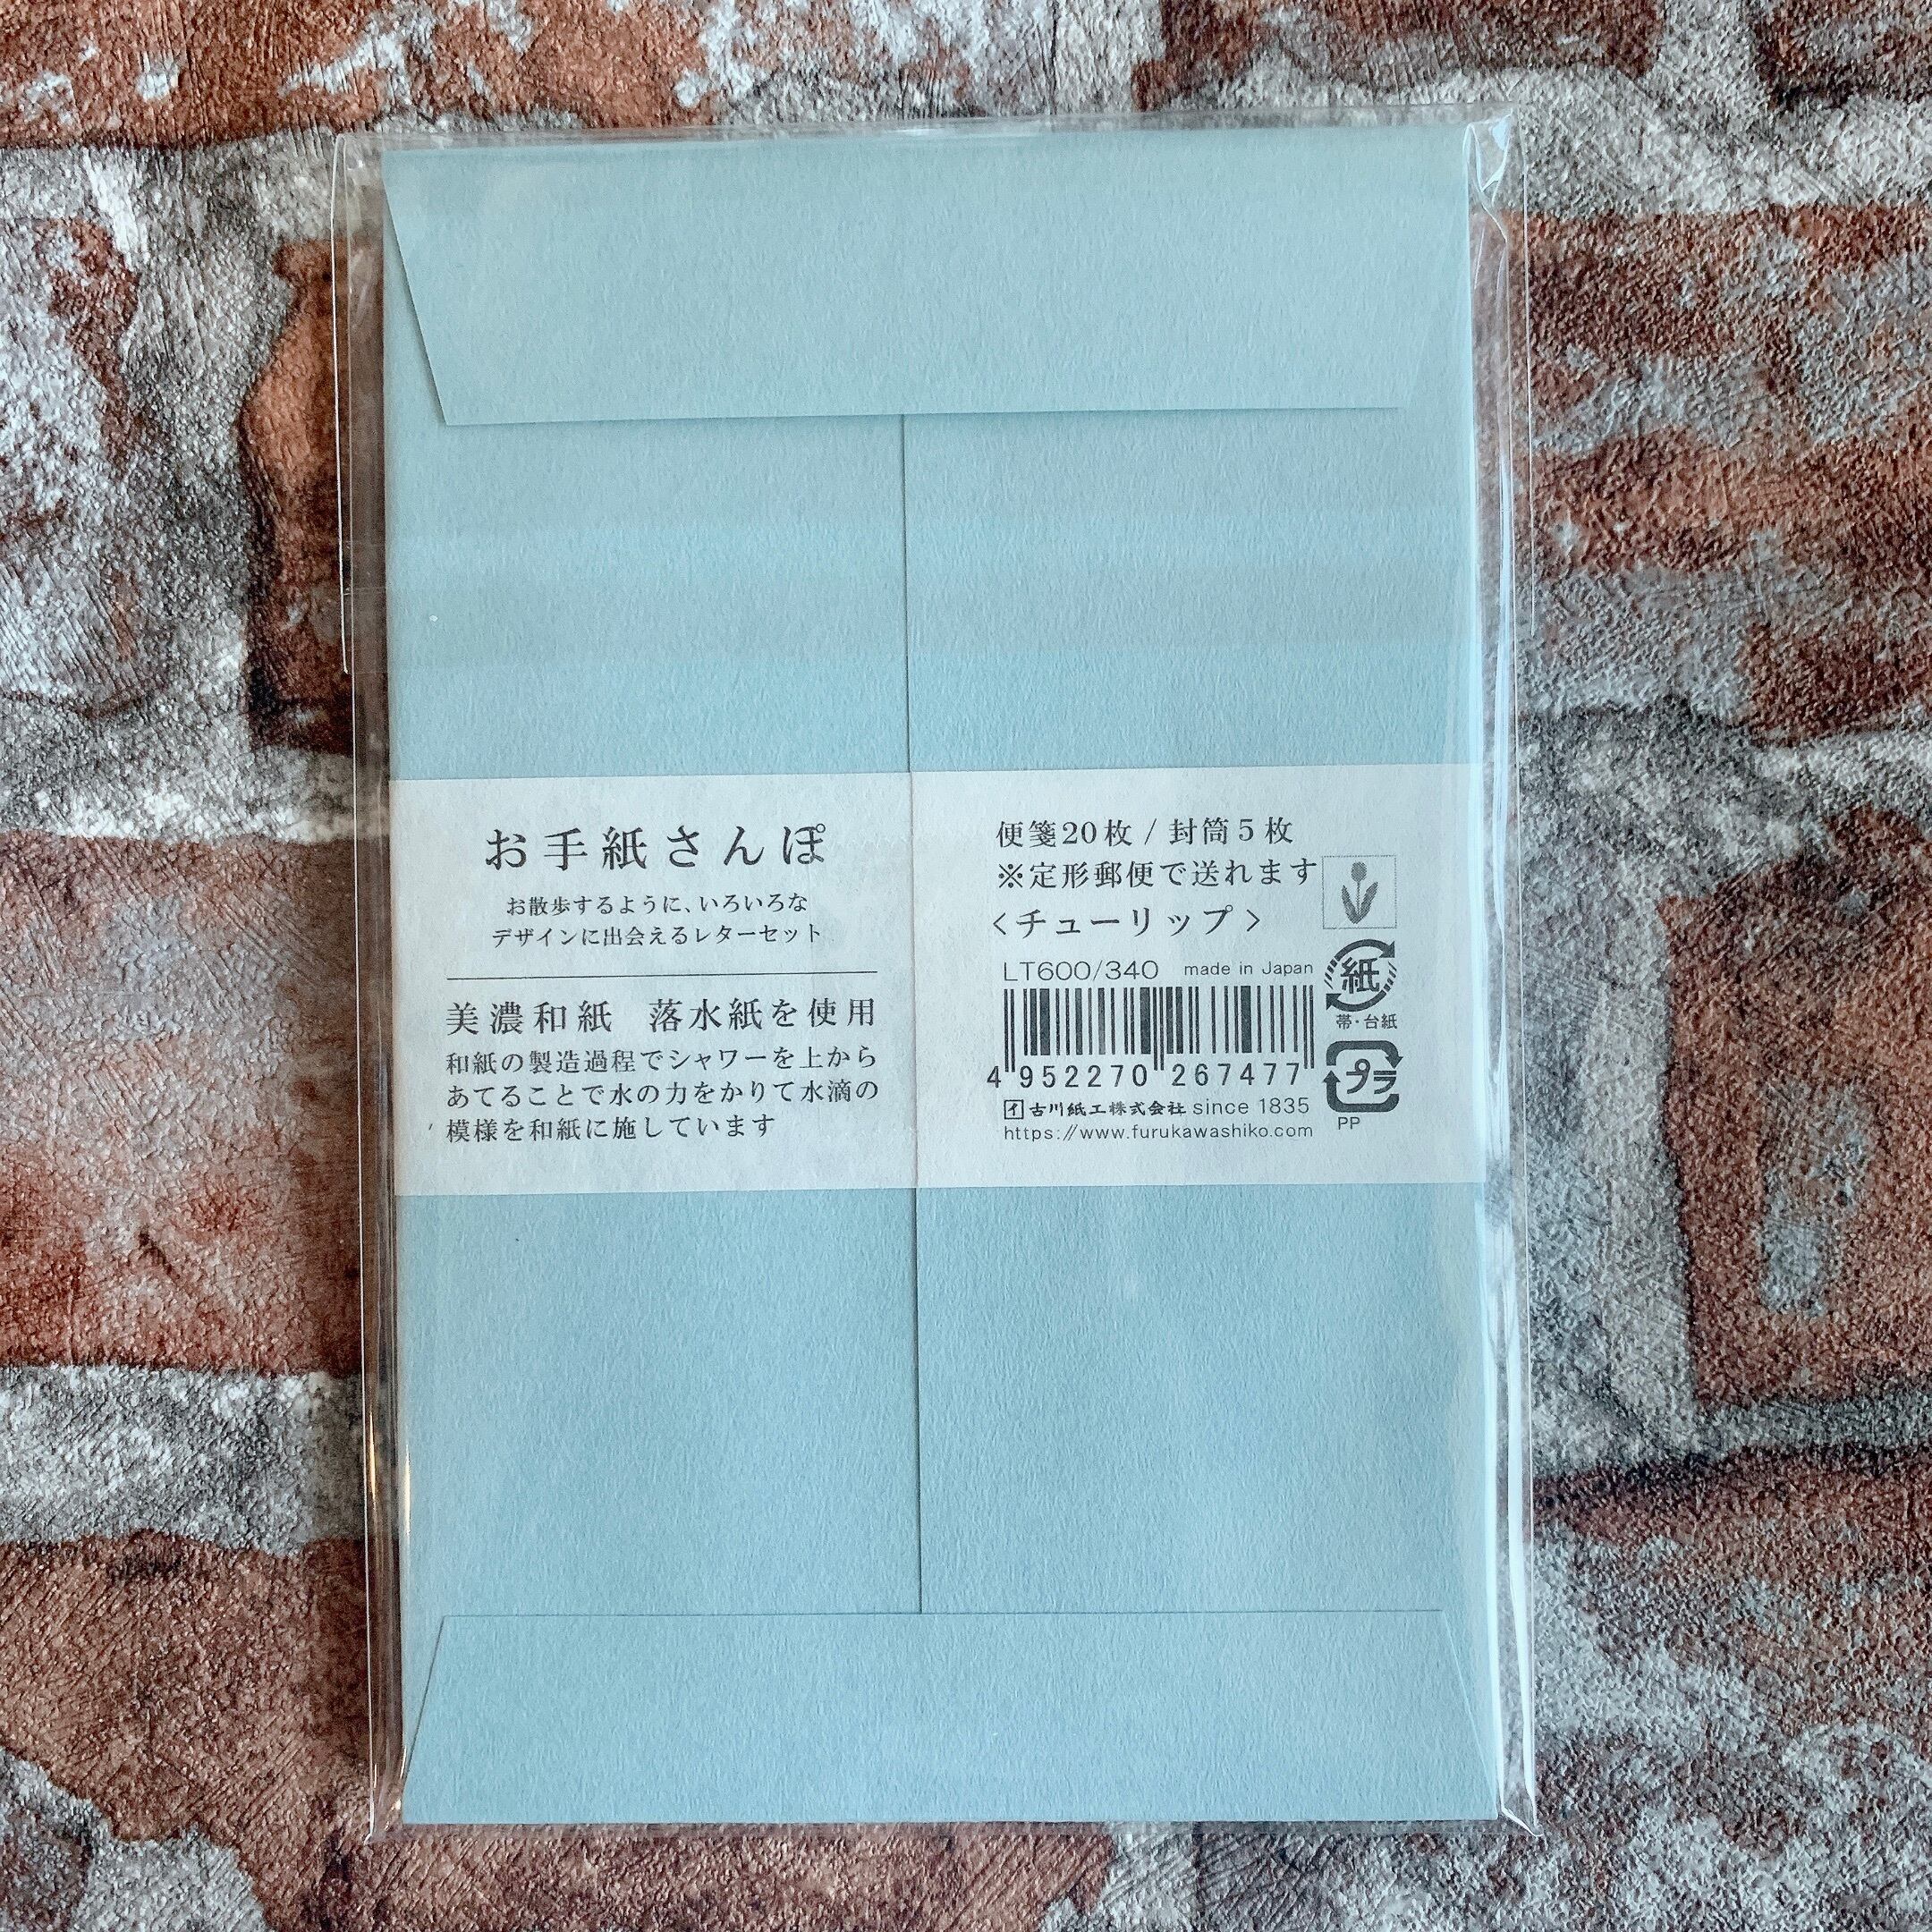 お手紙さんぽ
お散歩するように、いろいろな
デザインに出会えるレターセット
美濃和紙 落水紙を使用
和紙の製造過程でシャワーを上から
あてることで水の力をかりて水滴の
模様を和紙に施しています
便箋20枚 / 封筒5枚
※定形郵便で送れます
<チューリップ>
LT600/340 made in Japan
4 952270 267477
イ 古川紙工株式会社 since 1835
https://www.furukawashiko.com
紙
帯・台紙
プラ
PP